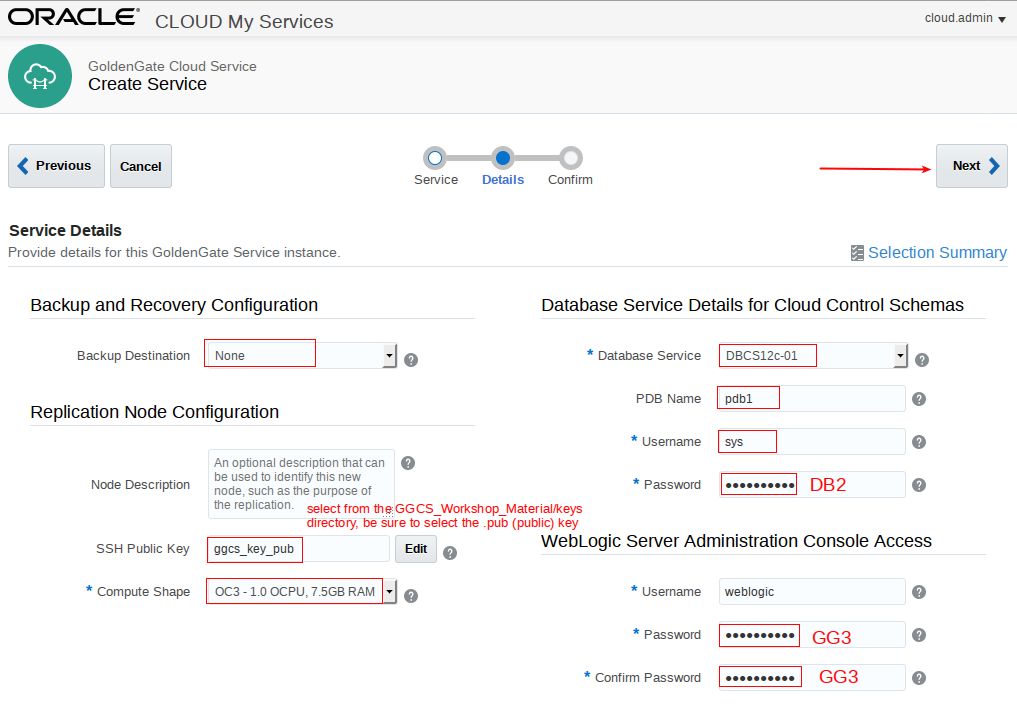 ORACLE® CLOUD My Services
cloud.admin
GoldenGate Cloud Service
Create Service
Previous
Cancel
Service
Details
Confirm
Next
Service Details
Provide details for this GoldenGate Service instance.
Selection Summary
Backup and Recovery Configuration
Backup Destination
None
?
Replication Node Configuration
Node Description
An optional description that can
be used to identify this new
node, such as the purpose of
the replication.
?
select from the GGCS_Workshop_Material/keys
directory, be sure to select the .pub (public) key
SSH Public Key
ggcs_key_pub
Edit
?
* Compute Shape
OC3 - 1.0 OCPU, 7.5GB RAM
?
Database Service Details for Cloud Control Schemas
* Database Service
DBCS12c-01
?
PDB Name
pdb1
?
* Username
sys
?
* Password
●●●●●●●●●●
DB2
?
WebLogic Server Administration Console Access
* Username
weblogic
?
* Password
●●●●●●●●●●
GG3
?
* Confirm Password
●●●●●●●●●●
GG3
?